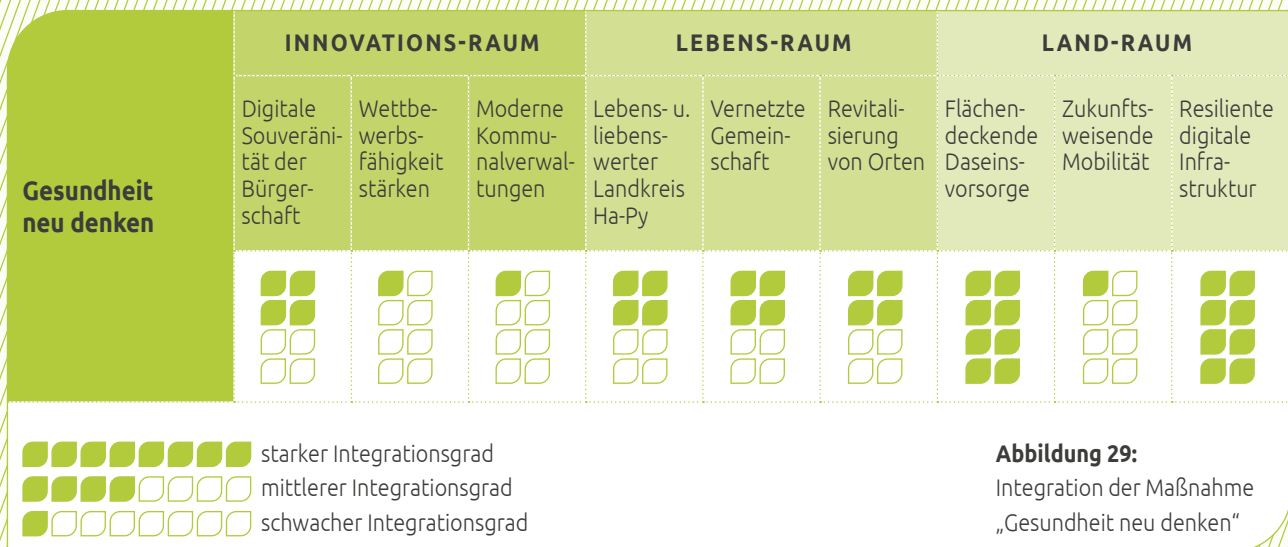 INNOVATIONS-RAUM
LEBENS-RAUM
LAND-RAUM
Gesundheit
neu denken
Digitale
Souveräni-
tät der
Bürger-
schaft
Wettbe-
werbs-
fähigkeit
stärken
Moderne
Kommu-
nalverwal-
tungen
Lebens- u.
liebens-
werter
Landkreis
Ha-Py
Vernetzte
Gemein-
schaft
Revitali-
sierung
von Orten
Flächen-
deckende
Daseins-
vorsorge
Zukunfts-
weisende
Mobilität
Resiliente
digitale
Infra-
struktur
starker Integrationsgrad
mittlerer Integrationsgrad
schwacher Integrationsgrad
Abbildung 29:
Integration der Maßnahme
„Gesundheit neu denken“